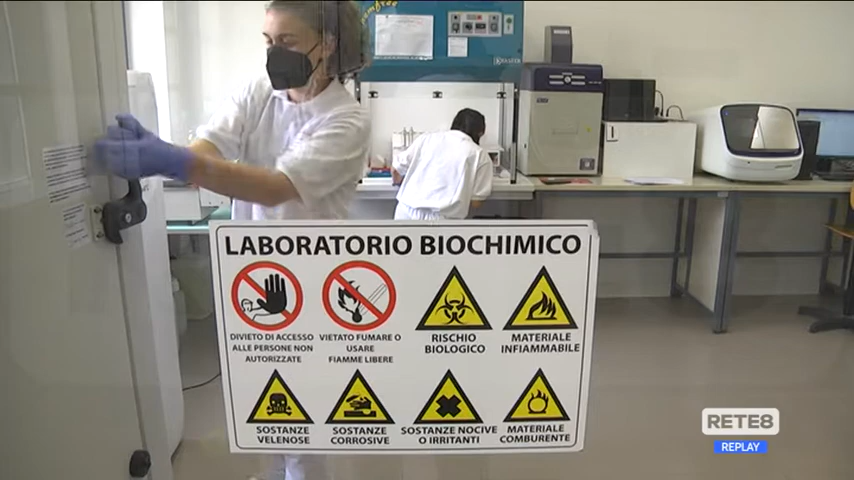 LABORATORIO BIOCHIMICO
DIVIETO DI ACCESSO
ALLE PERSONE NON
AUTORIZZATE
VIETATO FUMARE O
USARE
FIAMME LIBERE
RISCHIO
BIOLOGICO
MATERIALE
INFIAMMABILE
SOSTANZE
VELENOSE
SOSTANZE
CORROSIVE
SOSTANZE NOCIVE
O IRRITANTI
MATERIALE
COMBURENTE
RETE8
REPLAY